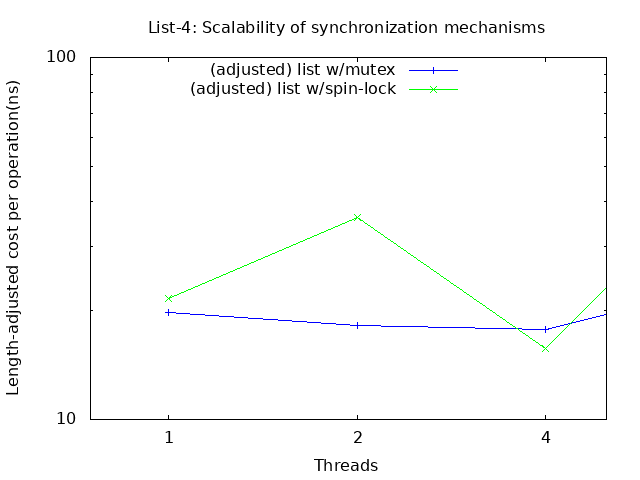 List-4: Scalability of synchronization mechanisms
100
(adjusted) list w/mutex
(adjusted) list w/spin-lock
Length-adjusted cost per operation(ns)
10
1 2 4
Threads